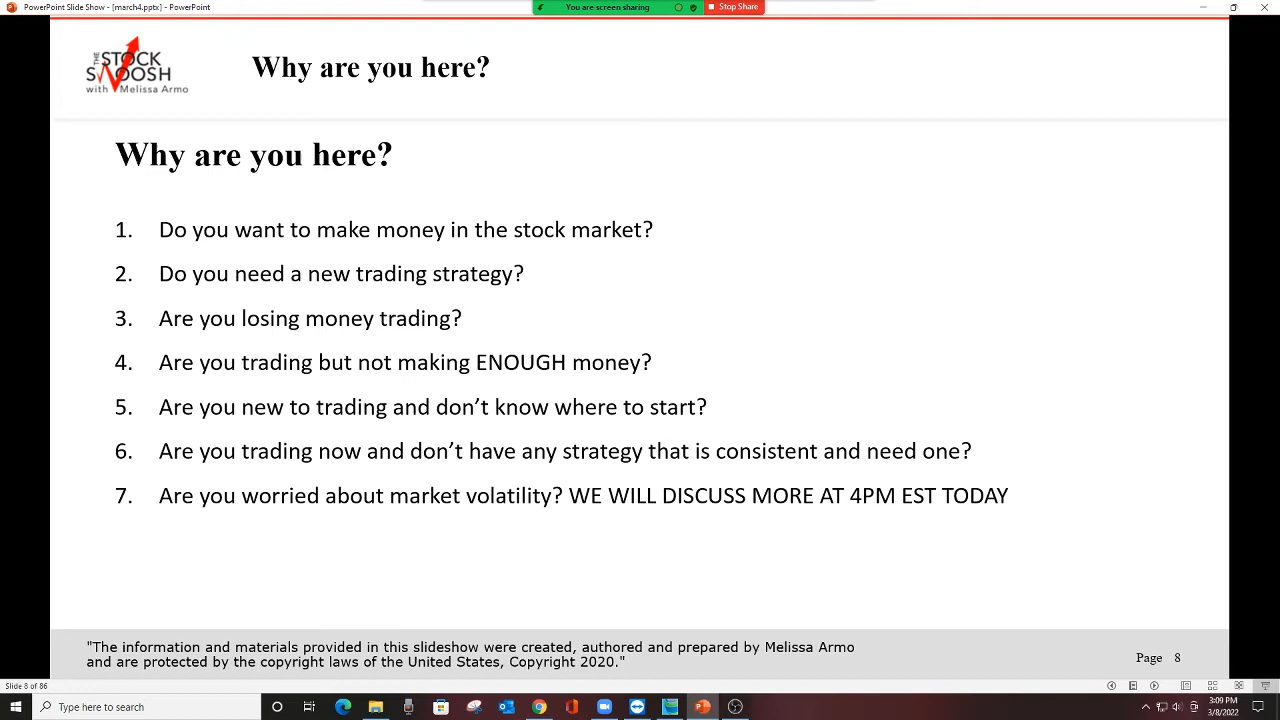 PowerPoint Slide Show - [march4.pptx] - PowerPoint
You are screen sharing
Stop Share
THE STOCK
SWOOSH
with Melissa Armo
Why are you here?
Why are you here?
1. Do you want to make money in the stock market?
2. Do you need a new trading strategy?
3. Are you losing money trading?
4. Are you trading but not making ENOUGH money?
5. Are you new to trading and don’t know where to start?
6. Are you trading now and don’t have any strategy that is consistent and need one?
7. Are you worried about market volatility? WE WILL DISCUSS MORE AT 4PM EST TODAY
"The information and materials provided in this slideshow were created, authored and prepared by Melissa Armo
and are protected by the copyright laws of the United States, Copyright 2020."
Page 8
Slide 8 of 86
Type here to search
3:09 PM
3/8/2022